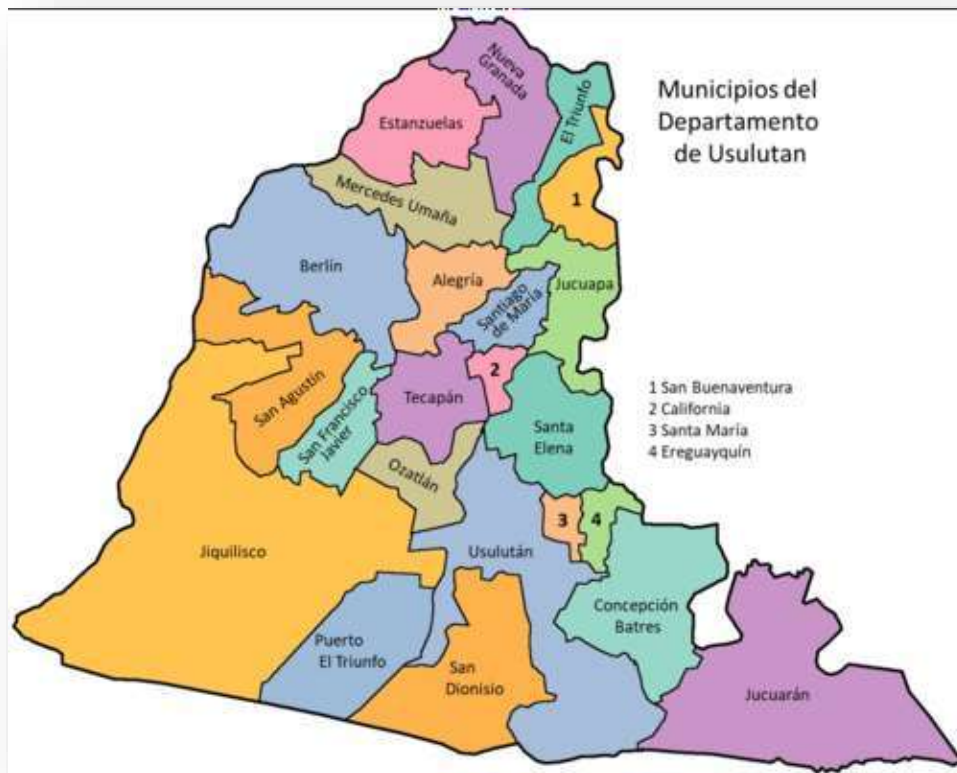 Municipios del
Departamento
de Usulutan
Nueva
Granada
El Triunfo
Estanzuelas
Mercedes Umaña
1
Berlín
Alegría
Santiago
de María
Jucuapa
2
San Agustín
San Francisco
Javier
Tecapán
Santa
Elena
1 San Buenaventura
2 California
3 Santa María
4 Ereguayquín
Ozatlán
3
4
Jiquilisco
Usulután
Concepción
Batres
Puerto
El Triunfo
San
Dionisio
Jucuarán